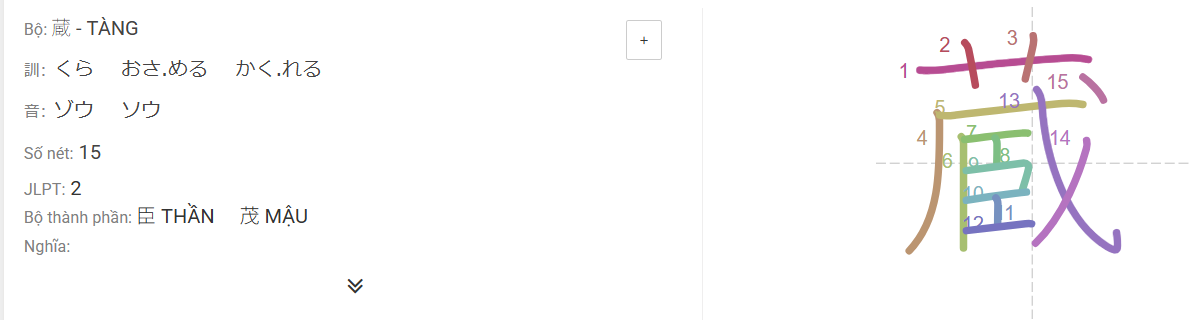 Bộ: 蔵 - TÀNG
+
訓: くら おさ.める かく.れる
音: ゾウ ソウ
Số nét: 15
JLPT: 2
Bộ thành phần: 臣 THẦN 茂 MẬU
Nghĩa:
1 2 3
4 5 6 7 8 9 10 1 12 13 14 15
蔵